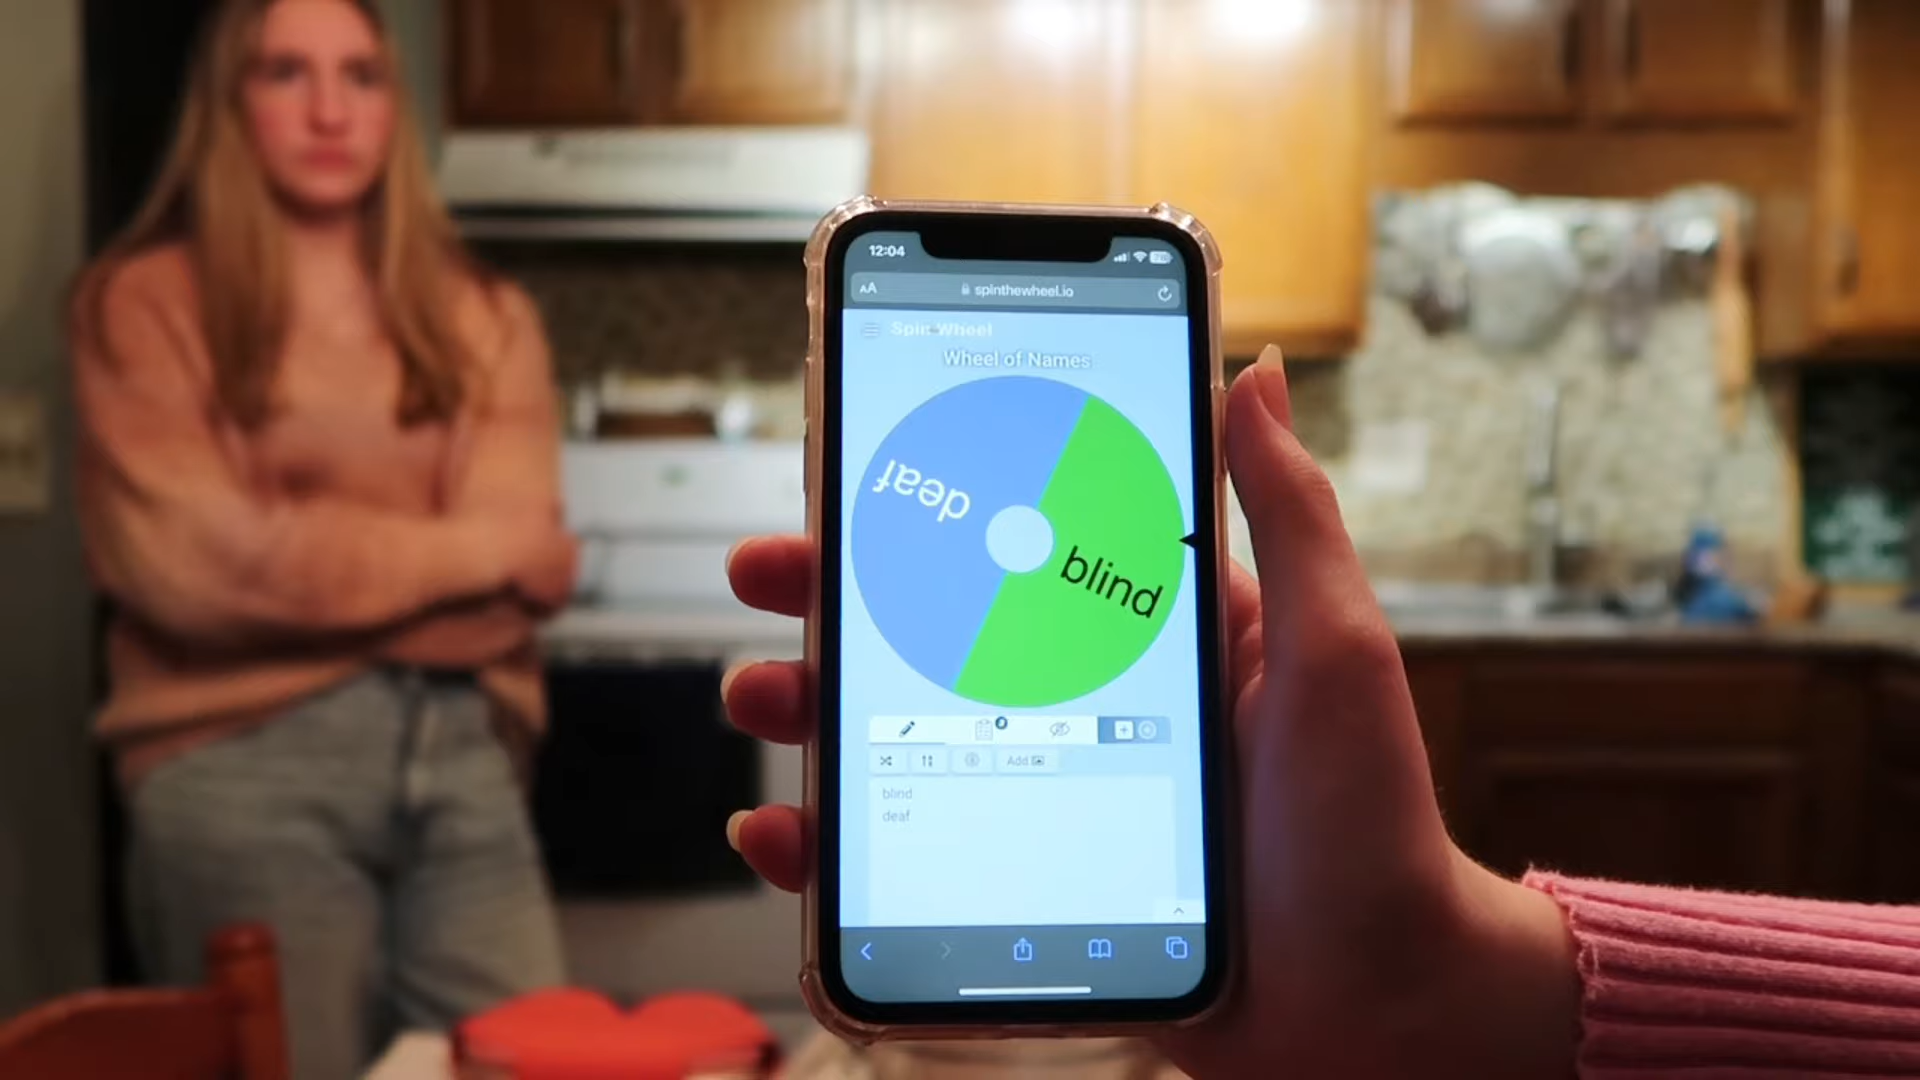 12:04
AA
spinthewheel.io
Spin Wheel
Wheel of Names
deaf
blind
Add
blind
deaf